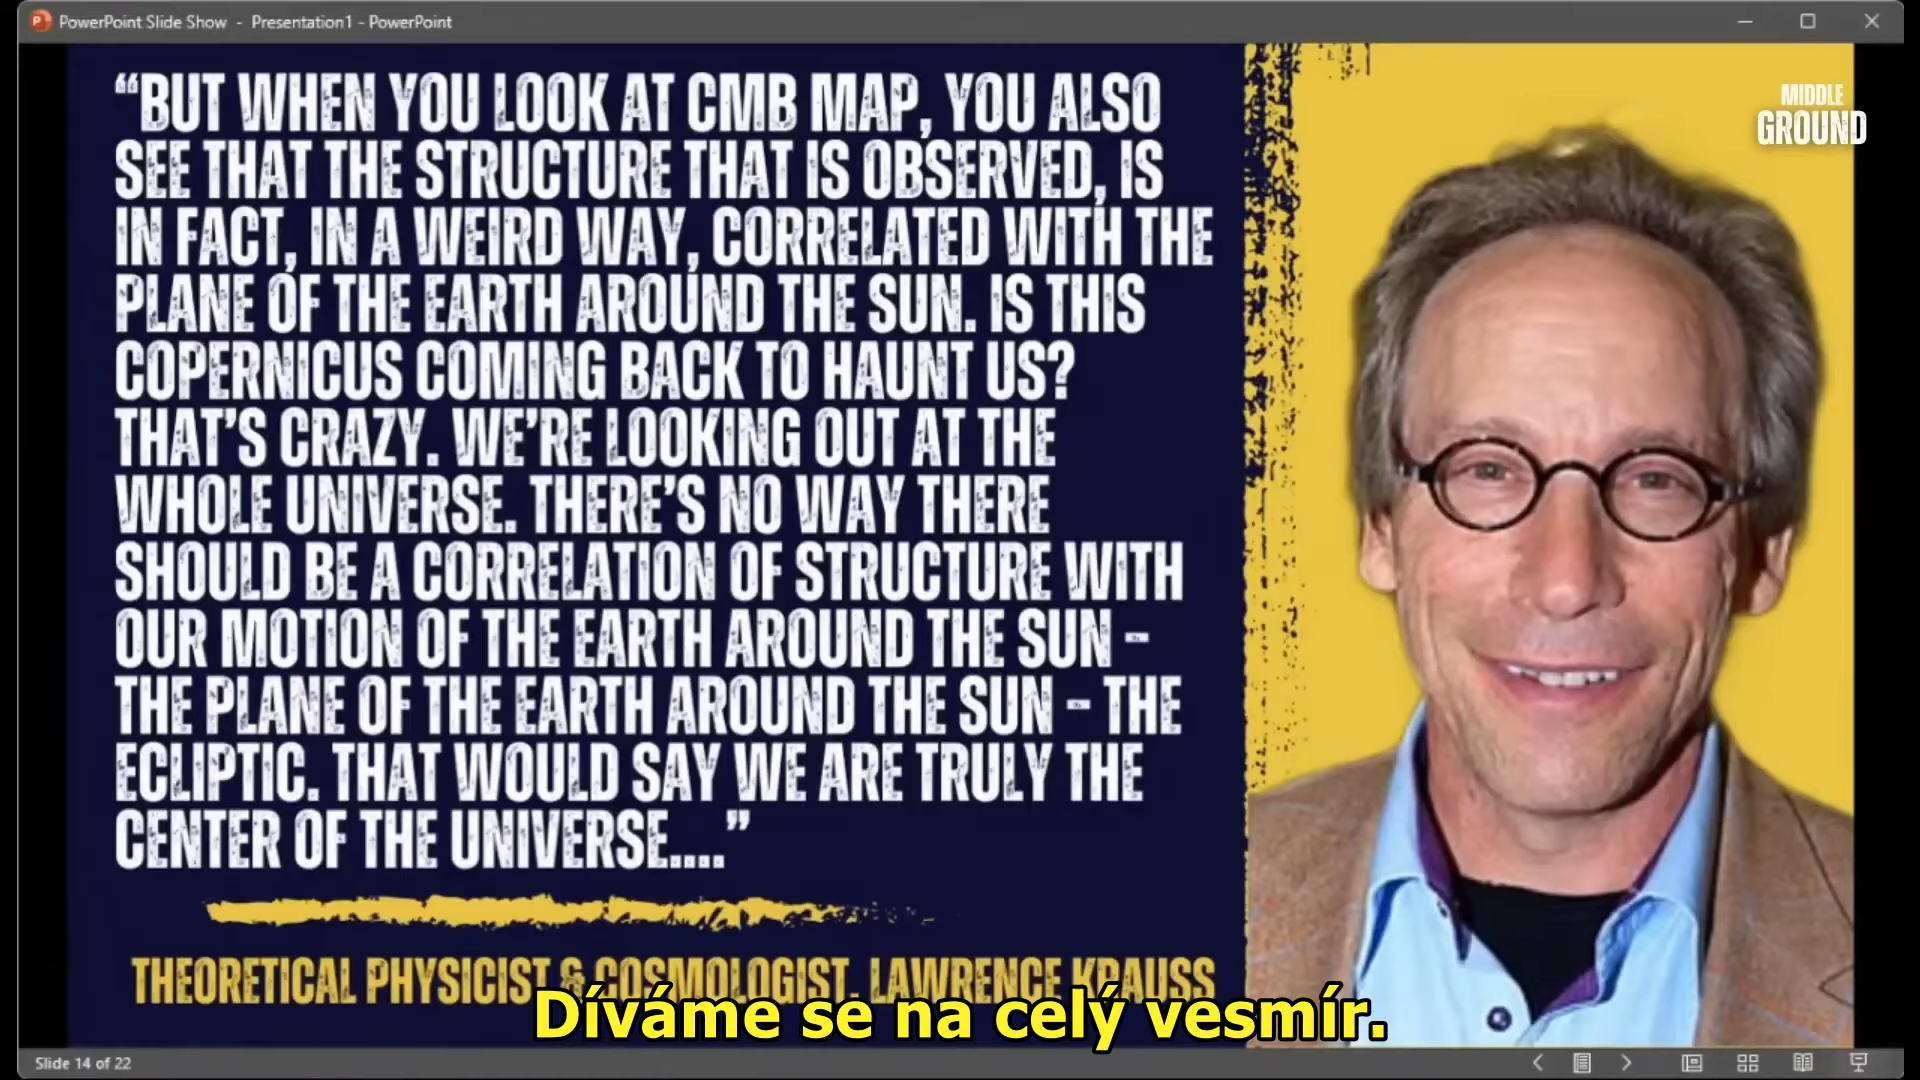 PowerPoint Slide Show - Presentation1 - PowerPoint
MIDDLE
GROUND
“BUT WHEN YOU LOOK AT CMB MAP, YOU ALSO
SEE THAT THE STRUCTURE THAT IS OBSERVED, IS
IN FACT, IN A WEIRD WAY, CORRELATED WITH THE
PLANE OF THE EARTH AROUND THE SUN. IS THIS
COPERNICUS COMING BACK TO HAUNT US?
THAT’S CRAZY. WE’RE LOOKING OUT AT THE
WHOLE UNIVERSE. THERE’S NO WAY THERE
SHOULD BE A CORRELATION OF STRUCTURE WITH
OUR MOTION OF THE EARTH AROUND THE SUN -
THE PLANE OF THE EARTH AROUND THE SUN - THE
ECLIPTIC. THAT WOULD SAY WE ARE TRULY THE
CENTER OF THE UNIVERSE....”
THEORETICAL PHYSICIST & COSMOLOGIST, LAWRENCE KRAUSS
Díváme se na celý vesmír.
Slide 14 of 22